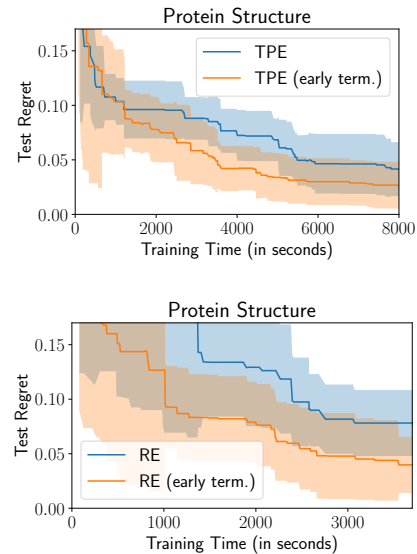 Protein Structure
0.15
0.10
0.05
0.00
Test Regret
TPE
TPE (early term.)
0
2000
4000
6000
8000
Training Time (in seconds)
Protein Structure
0.15
0.10
0.05
0.00
Test Regret
RE
RE (early term.)
0
1000
2000
3000
Training Time (in seconds)